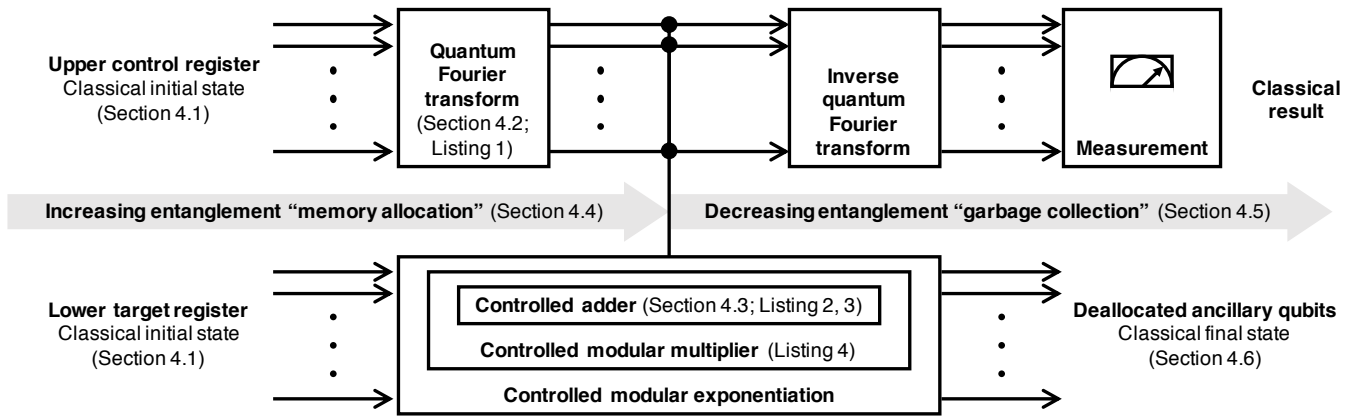 Upper control register
Classical initial state
(Section 4.1)
Quantum
Fourier
transform
(Section 4.2;
Listing 1)
Inverse
quantum
Fourier
transform
Measurement
Classical
result
Increasing entanglement “memory allocation” (Section 4.4)
Decreasing entanglement “garbage collection” (Section 4.5)
Lower target register
Classical initial state
(Section 4.1)
Controlled adder (Section 4.3; Listing 2, 3)
Controlled modular multiplier (Listing 4)
Controlled modular exponentiation
Deallocated ancillary qubits
Classical final state
(Section 4.6)